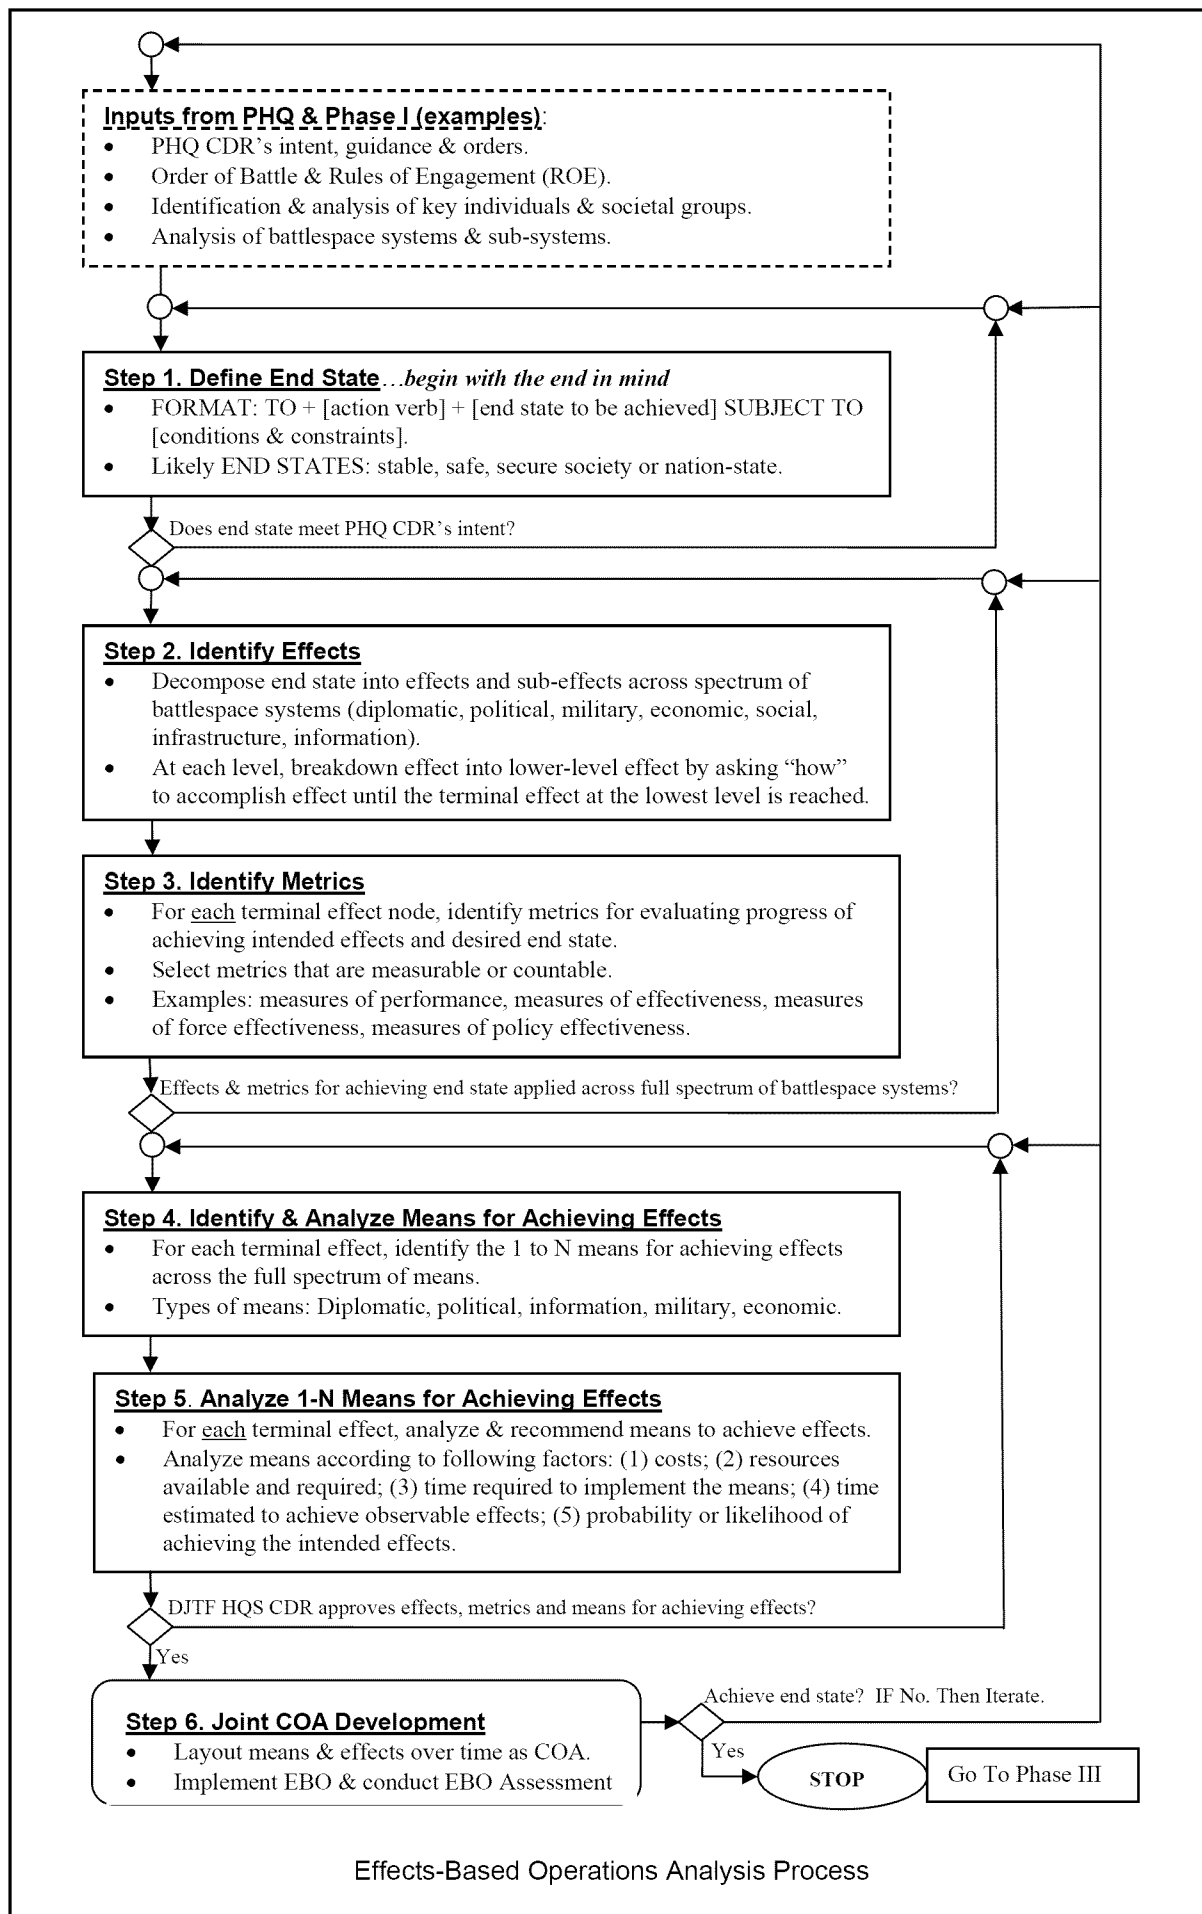 Inputs from PHQ & Phase I (examples):
• PHQ CDR's intent, guidance & orders.
• Order of Battle & Rules of Engagement (ROE).
• Identification & analysis of key individuals & societal groups.
• Analysis of battlespace systems & sub-systems.
Step 1. Define End State…begin with the end in mind
• FORMAT: TO + [action verb] + [end state to be achieved] SUBJECT TO
[conditions & constraints].
• Likely END STATES: stable, safe, secure society or nation-state.
Does end state meet PHQ CDR's intent?
Step 2. Identify Effects
• Decompose end state into effects and sub-effects across spectrum of
battlespace systems (diplomatic, political, military, economic, social,
infrastructure, information).
• At each level, breakdown effect into lower-level effect by asking “how”
to accomplish effect until the terminal effect at the lowest level is reached.
Step 3. Identify Metrics
• For each terminal effect node, identify metrics for evaluating progress of
achieving intended effects and desired end state.
• Select metrics that are measurable or countable.
• Examples: measures of performance, measures of effectiveness, measures
of force effectiveness, measures of policy effectiveness.
Effects & metrics for achieving end state applied across full spectrum of battlespace systems?
Step 4. Identify & Analyze Means for Achieving Effects
• For each terminal effect, identify the 1 to N means for achieving effects
across the full spectrum of means.
• Types of means: Diplomatic, political, information, military, economic.
Step 5. Analyze 1-N Means for Achieving Effects
• For each terminal effect, analyze & recommend means to achieve effects.
• Analyze means according to following factors: (1) costs; (2) resources
available and required; (3) time required to implement the means; (4) time
estimated to achieve observable effects; (5) probability or likelihood of
achieving the intended effects.
DJTF HQS CDR approves effects, metrics and means for achieving effects?
Yes
Step 6. Joint COA Development
• Layout means & effects over time as COA.
• Implement EBO & conduct EBO Assessment
Achieve end state?  IF No. Then Iterate.
Yes
STOP
Go To Phase III
Effects-Based Operations Analysis Process